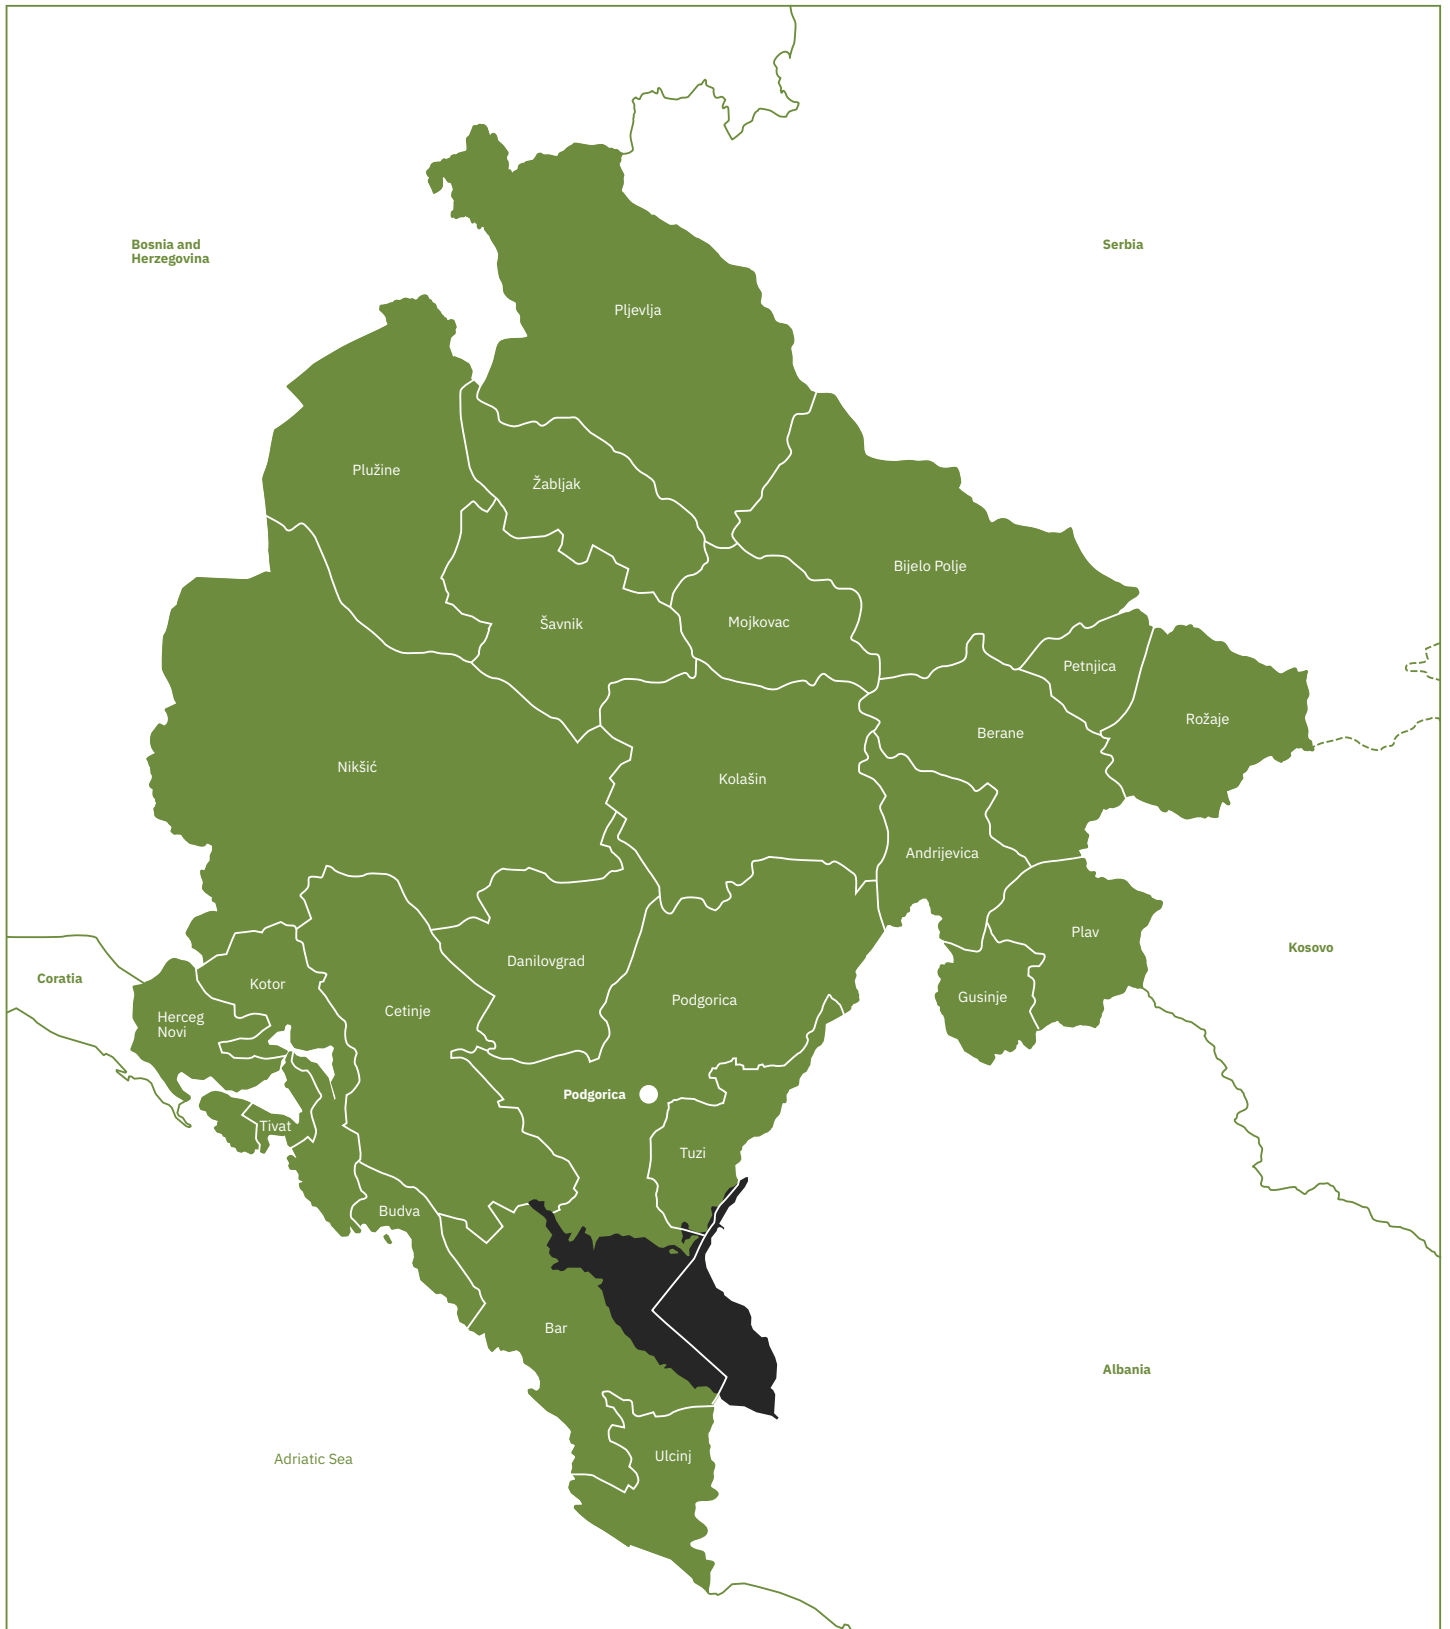 Bosnia and
Herzegovina
Serbia
Pljevlja
Plužine
Žabljak
Bijelo Polje
Šavnik
Mojkovac
Petnjica
Rožaje
Berane
Nikšić
Kolašin
Andrijevica
Plav
Kosovo
Danilovgrad
Coratia
Kotor
Gusinje
Podgorica
Cetinje
Herceg
Novi
Podgorica
Tivat
Tuzi
Budva
Bar
Albania
Ulcinj
Adriatic Sea